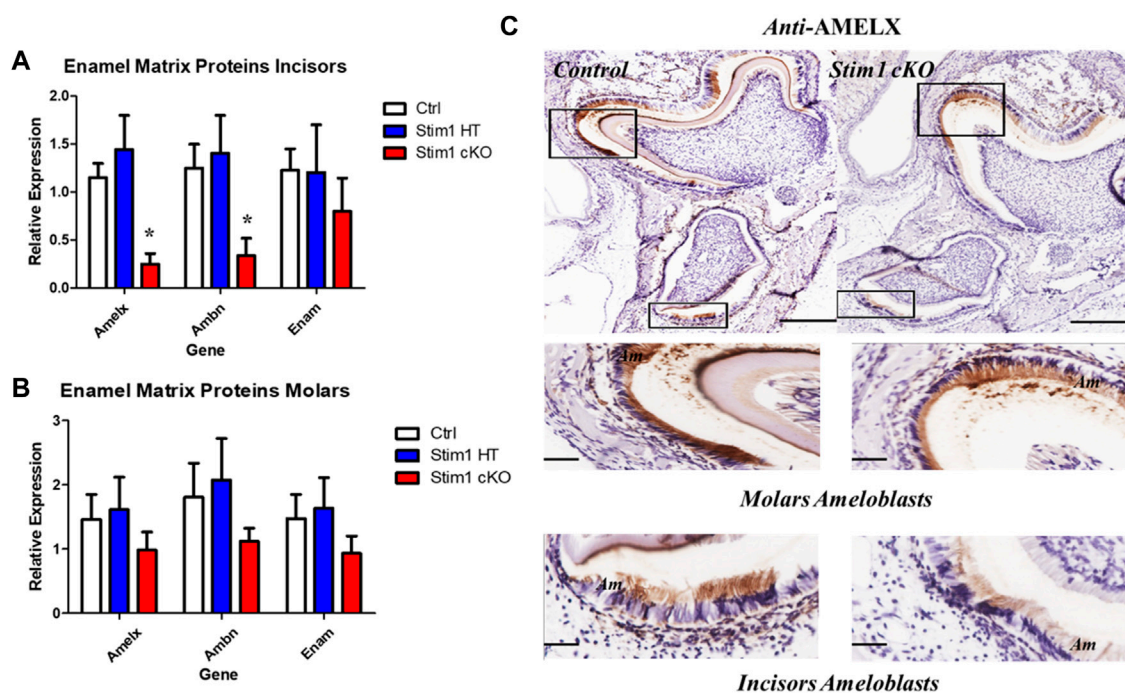 A
Enamel Matrix Proteins Incisors
Relative Expression
2.0
1.5
1.0
0.5
0.0
*
*
Amelx
Ambn
Enam
Gene
Ctrl
Stim1 HT
Stim1 cKO
B
Enamel Matrix Proteins Molars
Relative Expression
3
2
1
0
Amelx
Ambn
Enam
Gene
Ctrl
Stim1 HT
Stim1 cKO
C
Anti-AMELX
Control
Stim1 cKO
Am
Am
Molars Ameloblasts
Am
Am
Incisors Ameloblasts